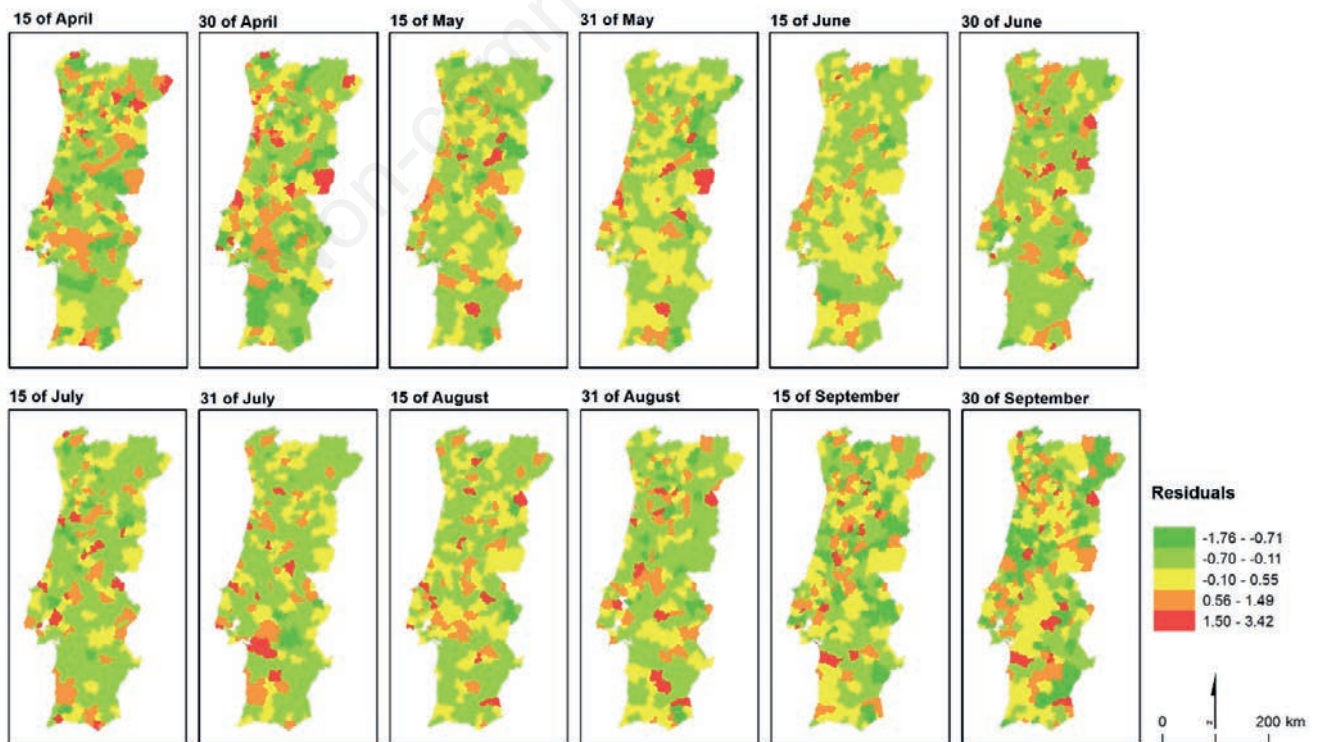 15 of April
30 of April
15 of May
31 of May
15 of June
30 of June
15 of July
31 of July
15 of August
31 of August
15 of September
30 of September
Residuals
-1.76 - -0.71
-0.70 - -0.11
-0.10 - 0.55
0.56 - 1.49
1.50 - 3.42
N
0
200 km